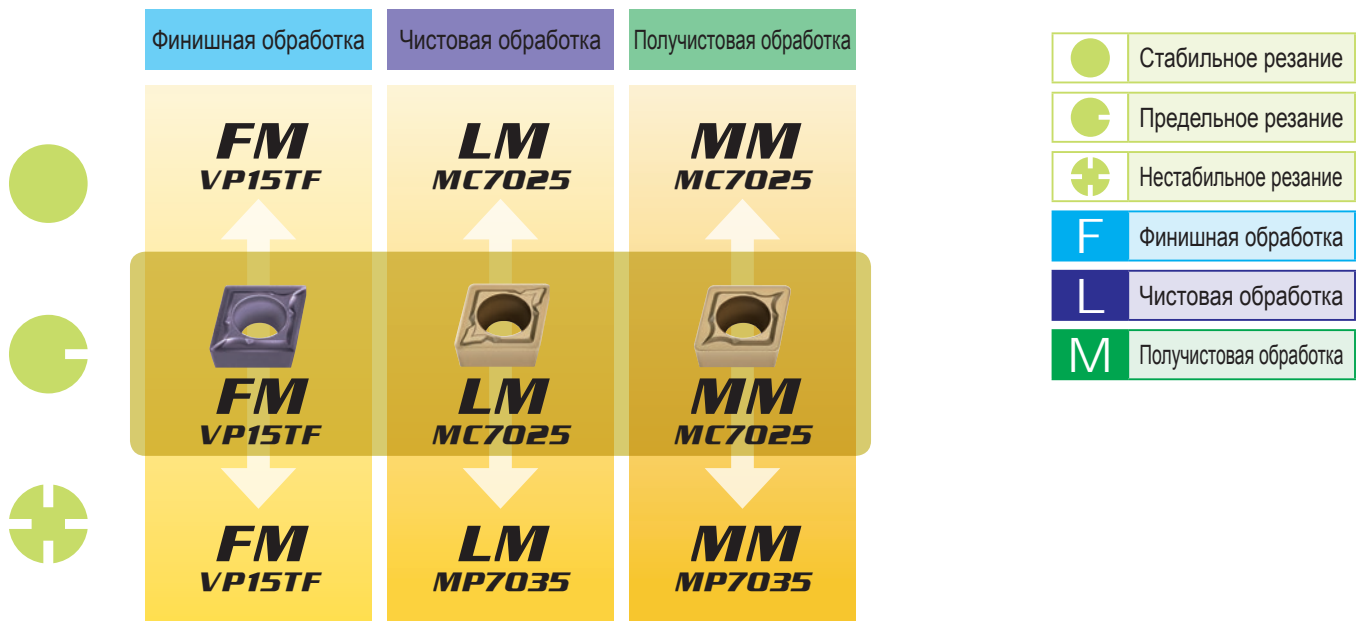 Финишная обработка
Чистовая обработка
Получистовая обработка
FM
VP15TF
LM
MC7025
MM
MC7025
FM
VP15TF
LM
MC7025
MM
MC7025
FM
VP15TF
LM
MP7035
MM
MP7035
Стабильное резание
Предельное резание
Нестабильное резание
F Финишная обработка
L Чистовая обработка
M Получистовая обработка